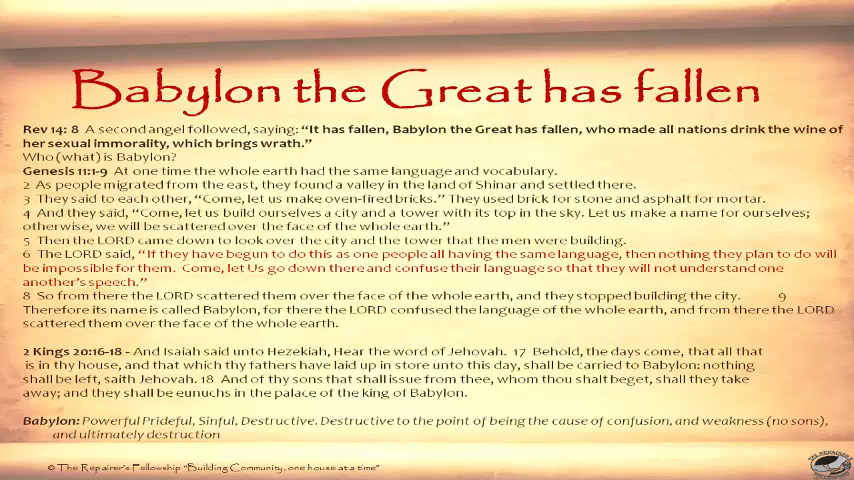 Babylon the Great has fallen
Rev 14: 8 A second angel followed, saying: “It has fallen, Babylon the Great has fallen, who made all nations drink the wine of
her sexual immorality, which brings wrath.”
Who (what) is Babylon?
Genesis 11:1-9 At one time the whole earth had the same language and vocabulary.
2 As people migrated from the east, they found a valley in the land of Shinar and settled there.
3 They said to each other, “Come, let us make oven-fired bricks.” They used brick for stone and asphalt for mortar.
4 And they said, “Come, let us build ourselves a city and a tower with its top in the sky. Let us make a name for ourselves;
otherwise, we will be scattered over the face of the whole earth.”
5 Then the LORD came down to look over the city and the tower that the men were building.
6 The LORD said, “If they have begun to do this as one people all having the same language, then nothing they plan to do will
be impossible for them. Come, let Us go down there and confuse their language so that they will not understand one
another’s speech.”
8 So from there the LORD scattered them over the face of the whole earth, and they stopped building the city. 9
Therefore its name is called Babylon, for there the LORD confused the language of the whole earth, and from there the LORD
scattered them over the face of the whole earth.
2 Kings 20:16-18 - And Isaiah said unto Hezekiah, Hear the word of Jehovah. 17 Behold, the days come, that all that
is in thy house, and that which thy fathers have laid up in store unto this day, shall be carried to Babylon: nothing
shall be left, saith Jehovah. 18 And of thy sons that shall issue from thee, whom thou shalt beget, shall they take
away; and they shall be eunuchs in the palace of the king of Babylon.
Babylon: Powerful Prideful, Sinful, Destructive. Destructive to the point of being the cause of confusion, and weakness (no sons),
and ultimately destruction
© The Repairer’s Fellowship “Building Community, one house at a time”